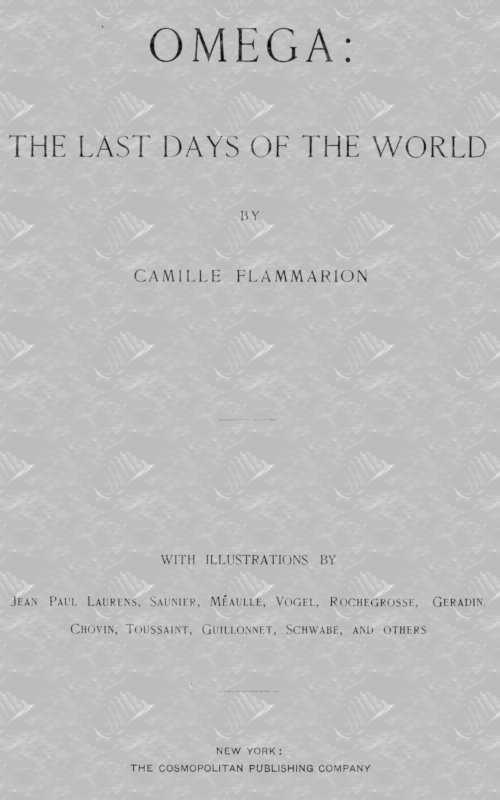 OMEGA:
THE LAST DAYS OF THE WORLD
BY
CAMILLE FLAMMARION
WITH ILLUSTRATIONS BY
JEAN PAUL LAURENS, SAUNIER, MÉAULLE, VOGEL, ROCHEGROSSE, GERADIN,
CHOVIN, TOUSSAINT, GUILLONNET, SCHWABE, AND OTHERS
NEW YORK:
THE COSMOPOLITAN PUBLISHING COMPANY